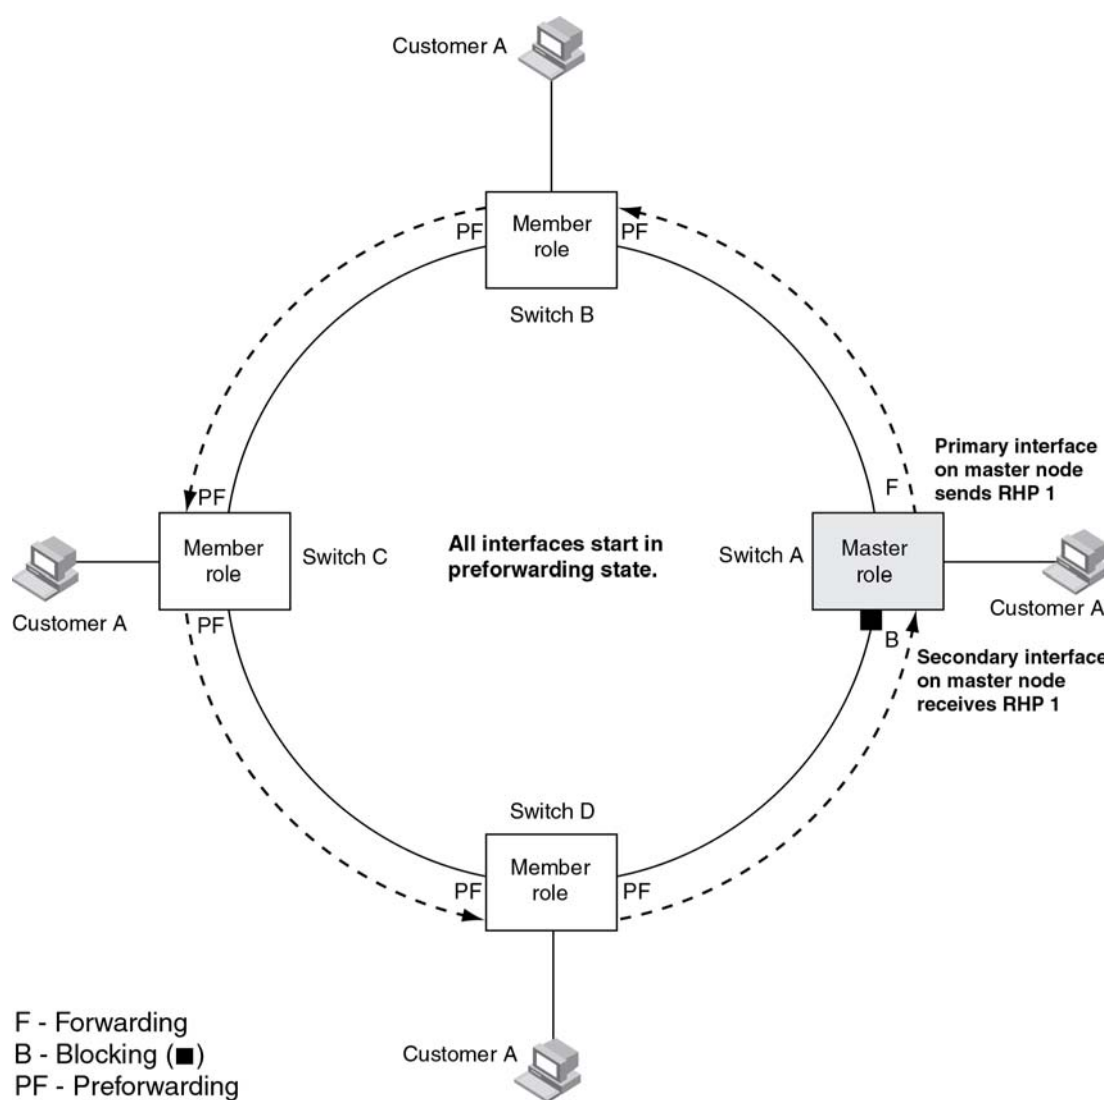 Customer A
Member
role
PF
PF
Switch B
Primary interface
on master node
sends RHP 1
F
PF
Member
role
Switch C
All interfaces start in
preforwarding state.
Switch A
Master
role
Customer A
PF
Customer A
B
Secondary interface
on master node
receives RHP 1
Switch D
Member
role
PF
PF
F - Forwarding
B - Blocking (■)
PF - Preforwarding
Customer A